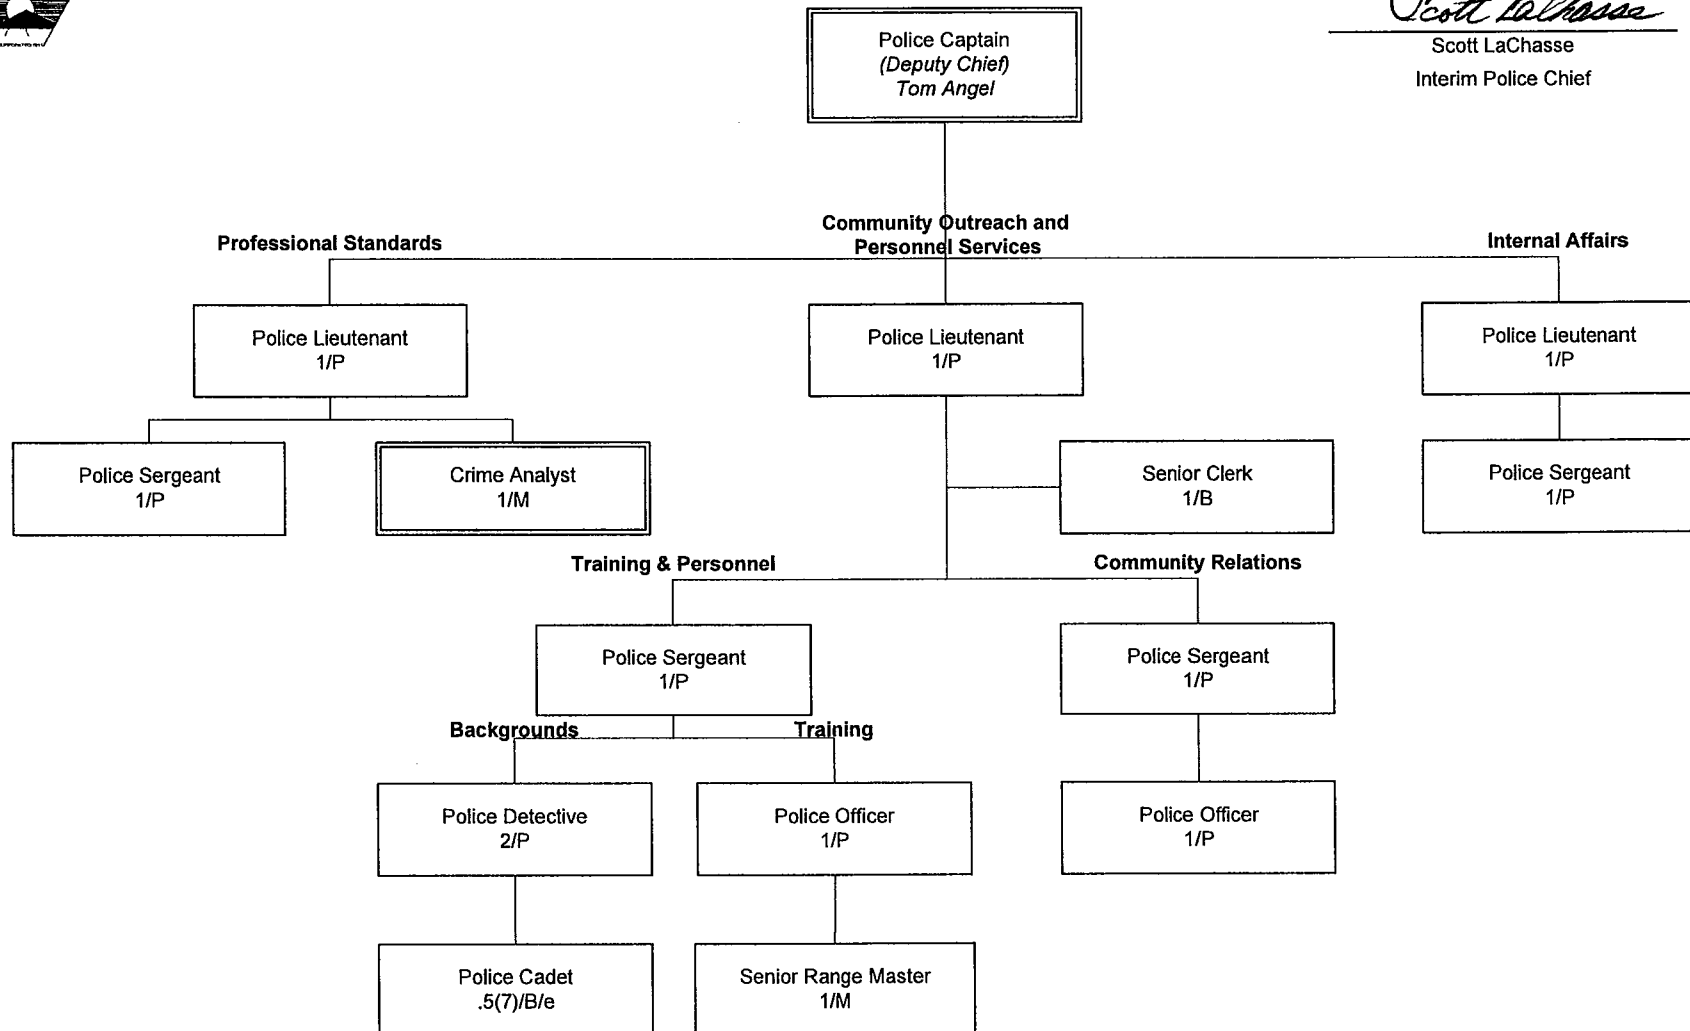 Scott LaChasse
Police Captain
(Deputy Chief)
Tom Angel
Scott LaChasse
Interim Police Chief
Professional Standards
Community Outreach and
Personnel Services
Internal Affairs
Police Lieutenant
1/P
Police Lieutenant
1/P
Police Lieutenant
1/P
Police Sergeant
1/P
Crime Analyst
1/M
Senior Clerk
1/B
Police Sergeant
1/P
Training & Personnel
Community Relations
Police Sergeant
1/P
Police Sergeant
1/P
Backgrounds
Training
Police Detective
2/P
Police Officer
1/P
Police Officer
1/P
Police Cadet
.5(7)/B/e
Senior Range Master
1/M